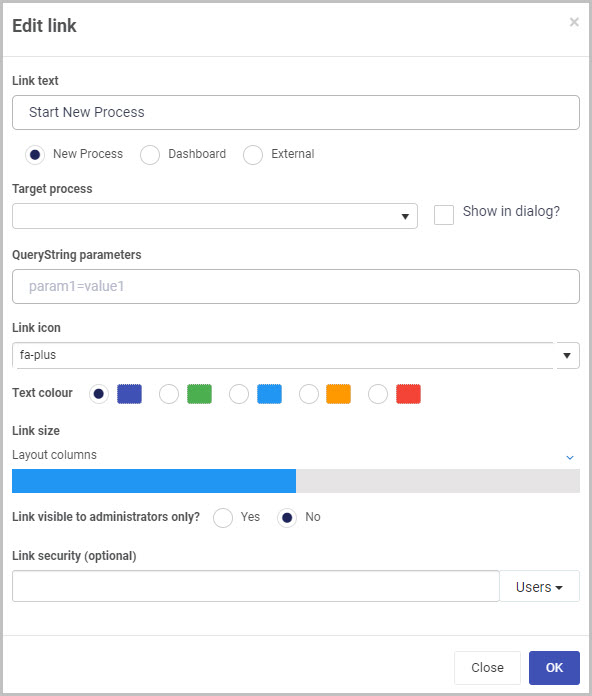 Edit link ×
Link text
Start New Process
New Process Dashboard External
Target process
Show in dialog?
QueryString parameters
param1=value1
Link icon
fa-plus
Text colour
Link size
Layout columns
Link visible to administrators only? Yes No
Link security (optional)
Users
Close OK